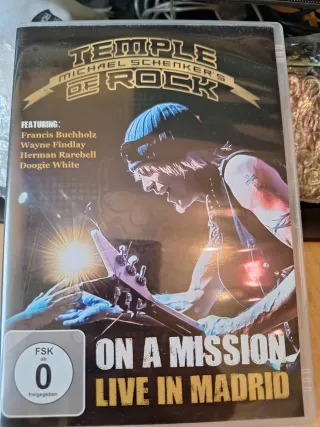 TEMPLE
MICHAEL SCHENKER'S
OF ROCK
FEATURING:
Francis Buchholz
Wayne Findlay
Herman Rarebell
Doogie White
ON A MISSION
LIVE IN MADRID
FSK
ab
0
freigegeben